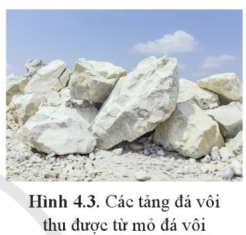 Hình 4.3. Các tảng đá vôi
thu được từ mỏ đá vôi